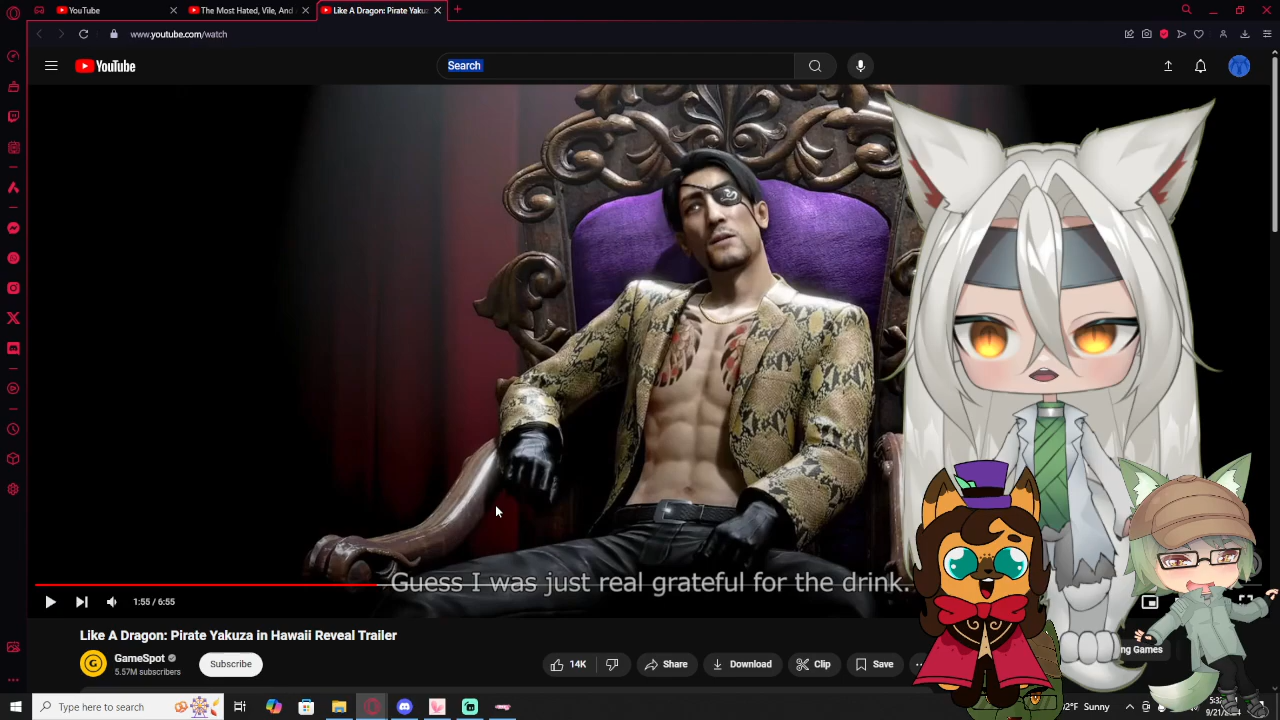 YouTube
The Most Hated, Vile, And
Like A Dragon: Pirate Yaku
www.youtube.com/watch
YouTube
Search
Guess I was just real grateful for the drink.
1:55 / 6:55
Like A Dragon: Pirate Yakuza in Hawaii Reveal Trailer
G
GameSpot
5.57M subscribers
Subscribe
14K
Share
Download
Clip
Save
ng Games
Type here to search
Sunny